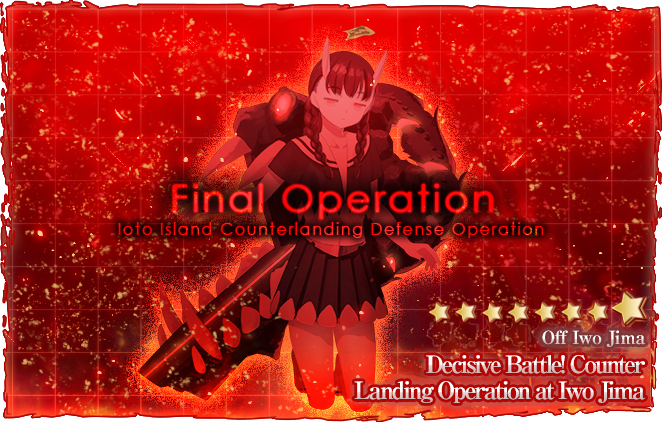 Final Operation
Ioto Island Counterlanding Defense Operation
Off Iwo Jima
Decisive Battle! Counter
Landing Operation at Iwo Jima